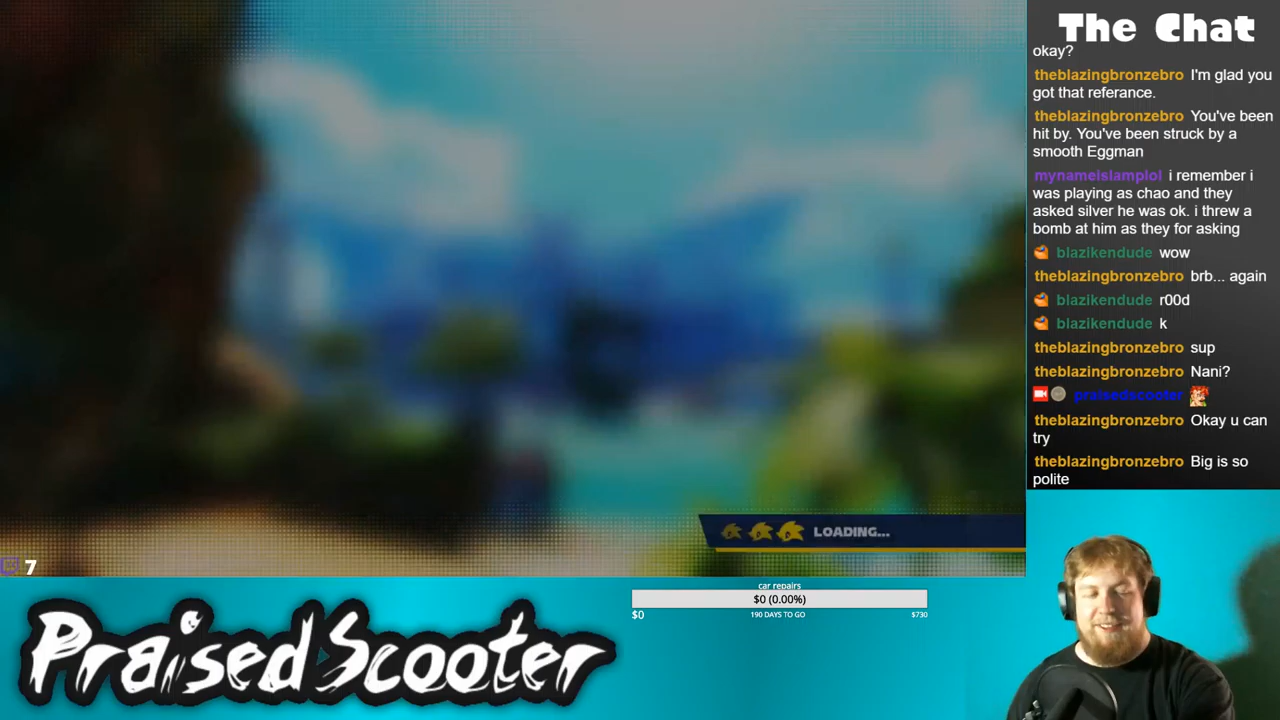 The Chat
okay?
theblazingbronzebro I'm glad you
got that referance.
theblazingbronzebro You've been
hit by. You've been struck by a
smooth Eggman
mynameislamplol i remember i
was playing as chao and they
asked silver he was ok. i threw a
bomb at him as they for asking
blazikendude wow
theblazingbronzebro brb... again
blazikendude r00d
blazikendude k
theblazingbronzebro sup
theblazingbronzebro Nani?
praisedscooter
theblazingbronzebro Okay u can
try
theblazingbronzebro Big is so
polite
LOADING...
7
car repairs
$0 (0.00%)
$0 190 DAYS TO GO $730
PraisedScooter